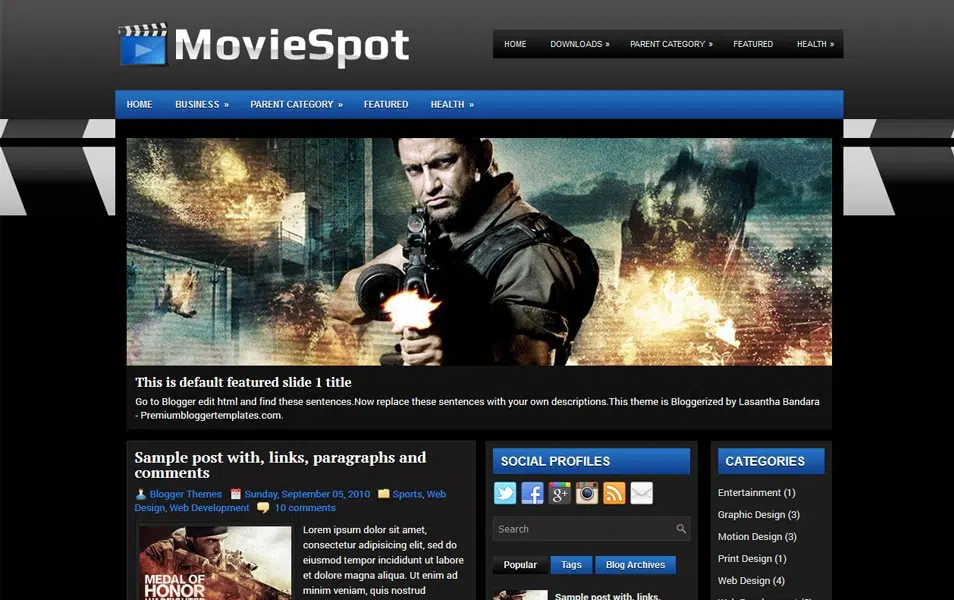 MovieSpot
HOME DOWNLOADS » PARENT CATEGORY » FEATURED HEALTH »
HOME BUSINESS » PARENT CATEGORY » FEATURED HEALTH »
This is default featured slide 1 title
Go to Blogger edit html and find these sentences.Now replace these sentences with your own descriptions.This theme is Bloggerized by Lasantha Bandara
- Premiumbloggertemplates.com.
Sample post with, links, paragraphs and
comments
Blogger Themes Sunday, September 05, 2010 Sports, Web
Design, Web Development 10 comments
MEDAL OF
HONOR
WARFIGHTER
Lorem ipsum dolor sit amet,
consectetur adipisicing elit, sed do
eiusmod tempor incididunt ut labore
et dolore magna aliqua. Ut enim ad
minim veniam, quis nostrud
SOCIAL PROFILES
Search
Popular Tags Blog Archives
Sample post with, links,
CATEGORIES
Entertainment (1)
Graphic Design (3)
Motion Design (3)
Print Design (1)
Web Design (4)